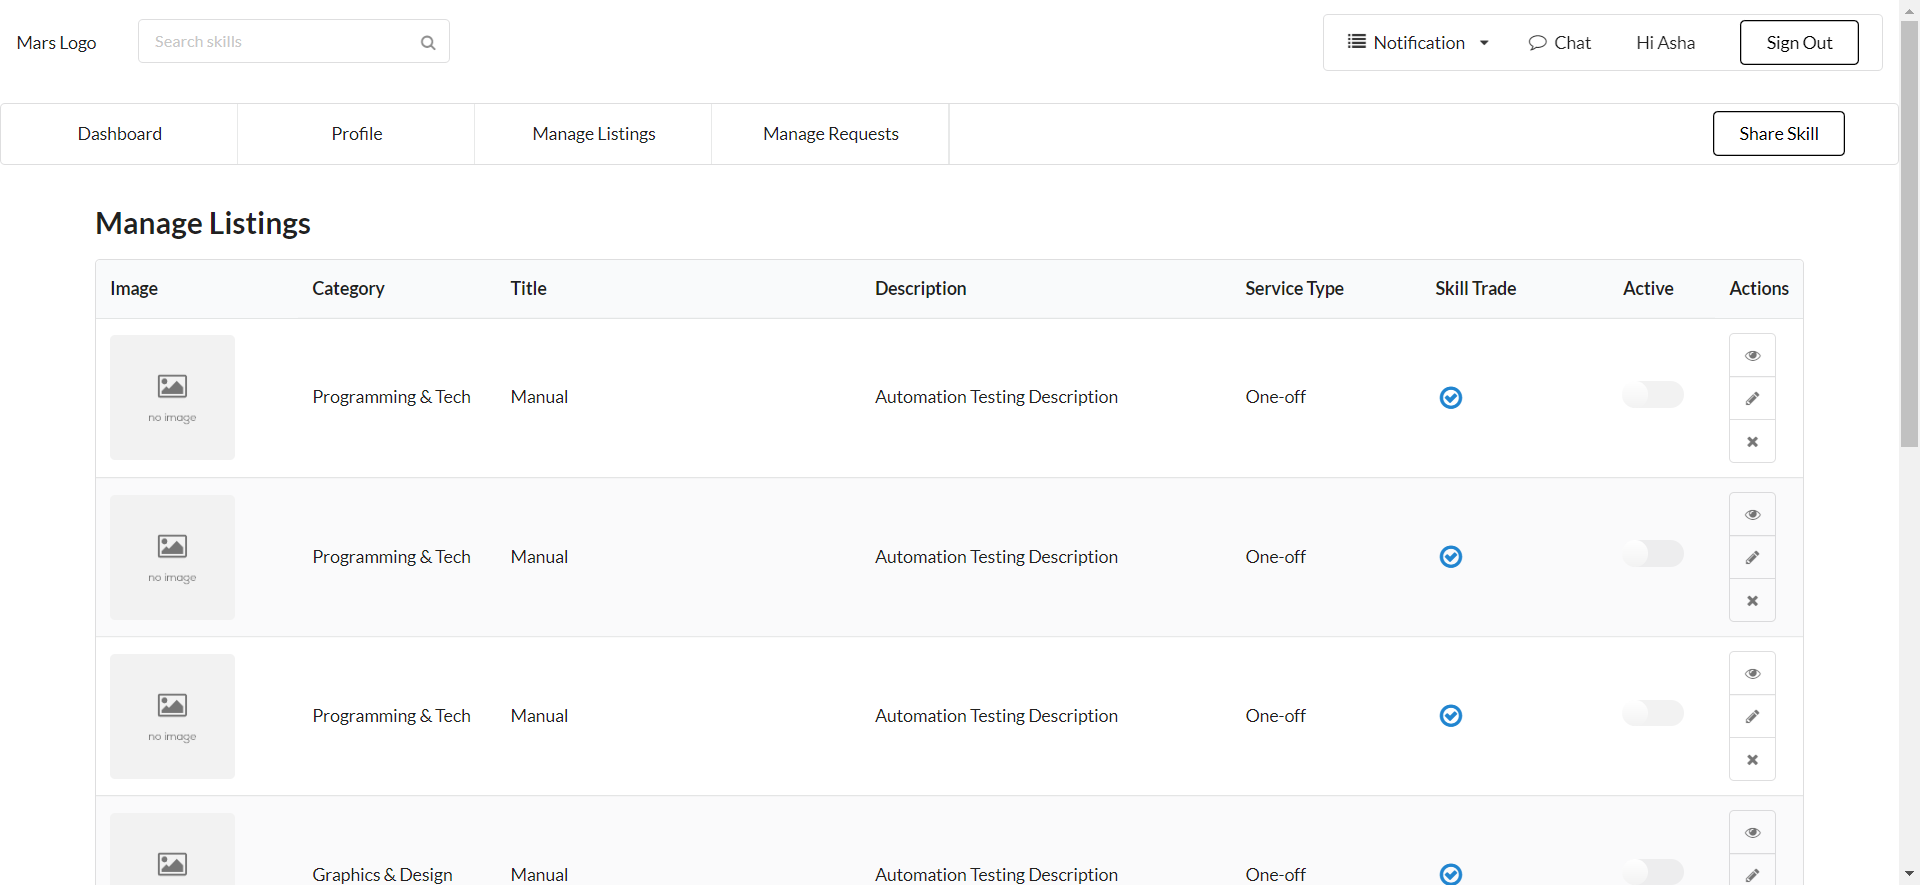 Mars Logo
Search skills
Notification
Chat
Hi Asha
Sign Out
Dashboard
Profile
Manage Listings
Manage Requests
Share Skill
Manage Listings
Image Category Title Description Service Type Skill Trade Active Actions
no image
Programming & Tech Manual Automation Testing Description One-off
no image
Programming & Tech Manual Automation Testing Description One-off
no image
Programming & Tech Manual Automation Testing Description One-off
Graphics & Design Manual Automation Testing Description One-off